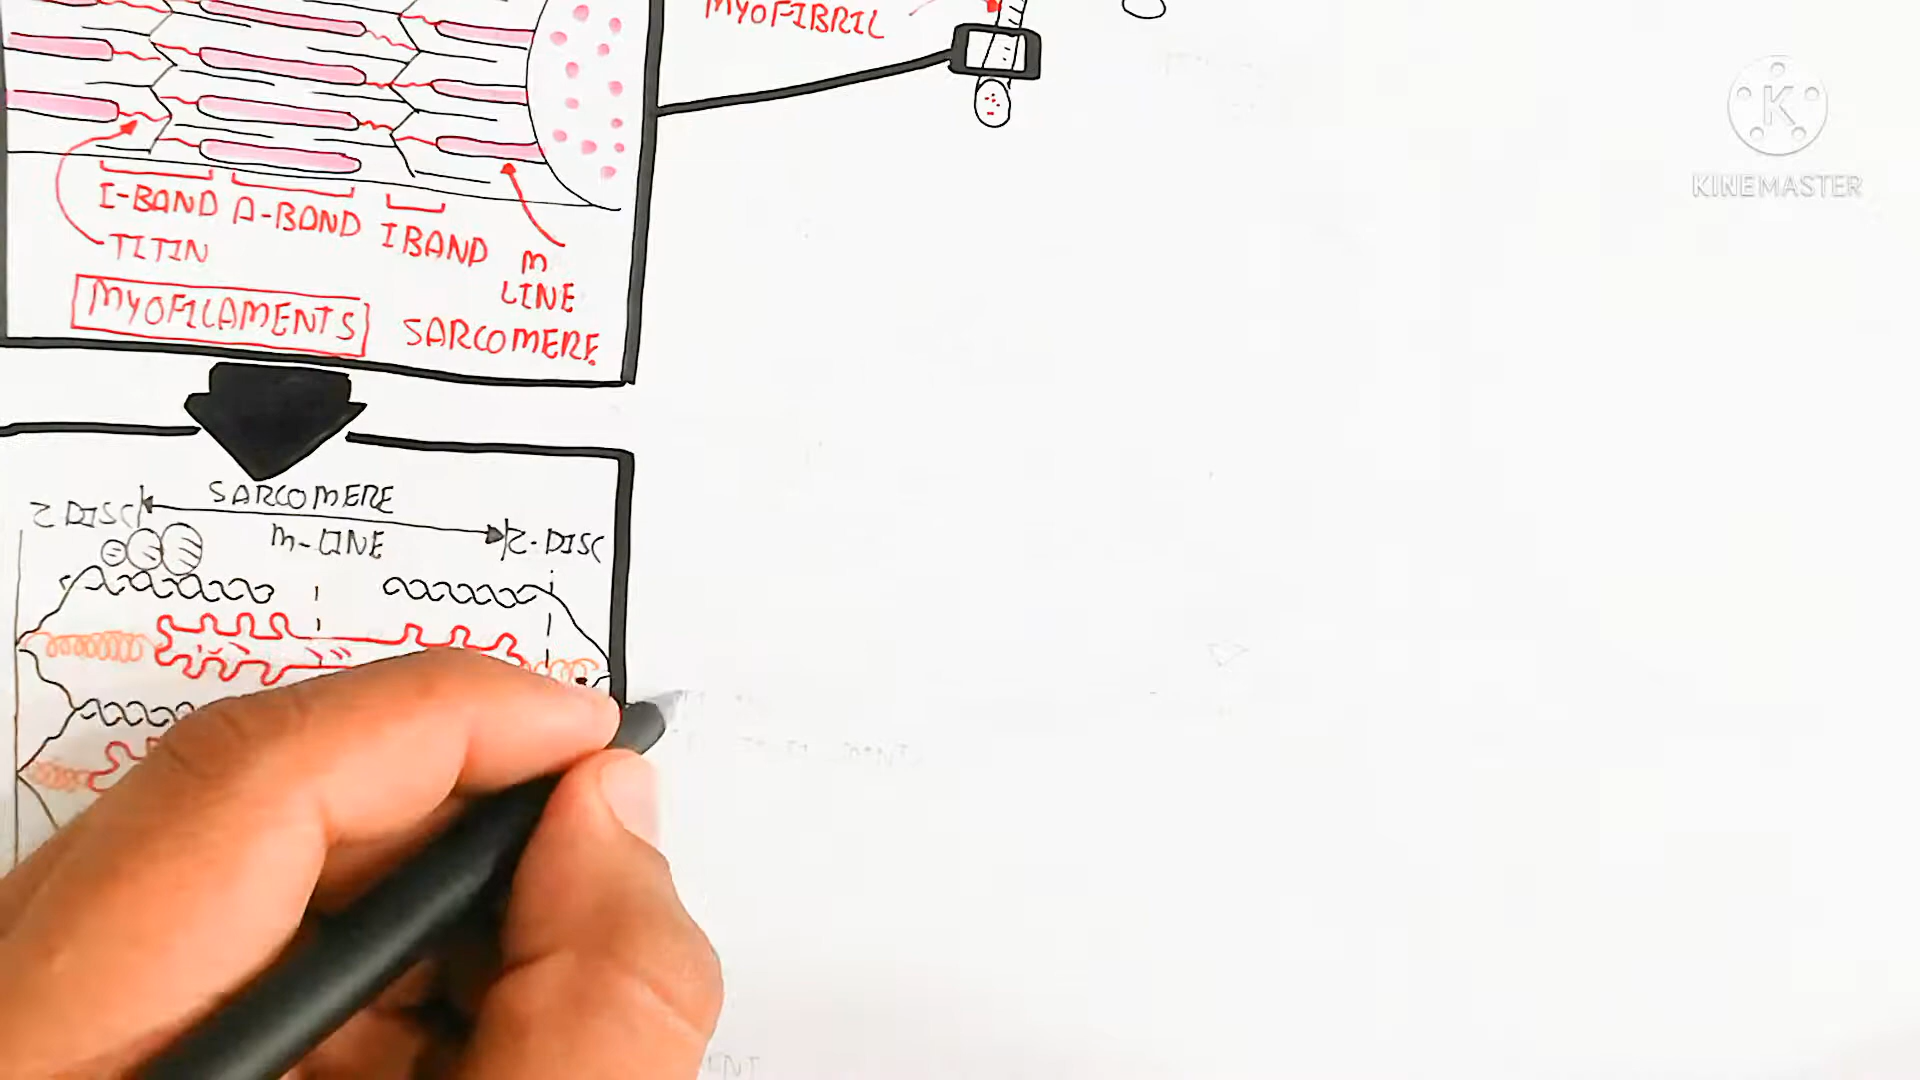 MYOFIBRIL
K
KINEMASTER
I-BAND A-BAND I BAND M
LINE
TITIN
MYOFILAMENTS
SARCOMERE
Z DISC
SARCOMERE
M-LINE
Z-DISC